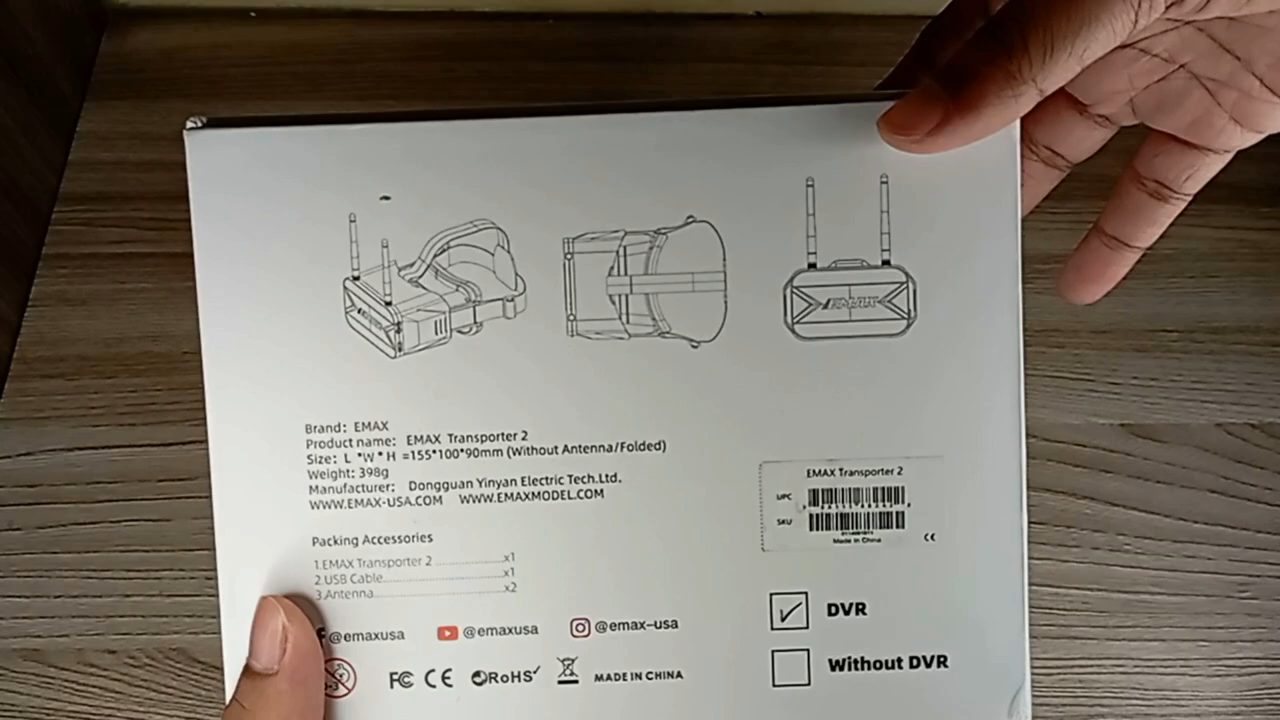 EMAX
EMAX
Brand: EMAX
Product name: EMAX Transporter 2
Size: L *W*H =155*100*90mm (Without Antenna/Folded)
Weight: 398g
Manufacturer: Dongguan Yinyan Electric Tech.Ltd.
WWW.EMAX-USA.COM WWW.EMAXMODEL.COM
Packing Accessories
1.EMAX Transporter 2 x1
2.USB Cable x1
3.Antenna x2
@emaxusa @emaxusa @emax-usa
FC CE RoHS MADE IN CHINA
EMAX Transporter 2
UPC
SKU
Made in China
CE
DVR
Without DVR